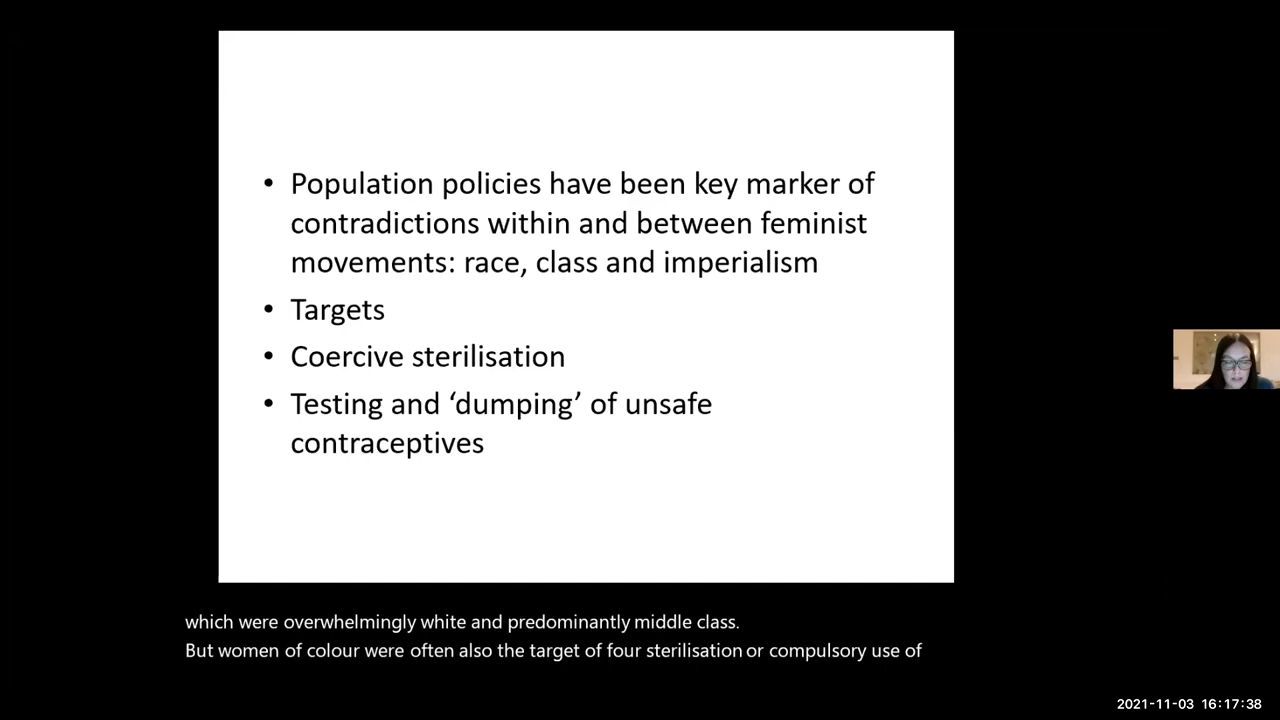 • Population policies have been key marker of
contradictions within and between feminist
movements: race, class and imperialism
• Targets
• Coercive sterilisation
• Testing and ‘dumping’ of unsafe
contraceptives
which were overwhelmingly white and predominantly middle class.
But women of colour were often also the target of four sterilisation or compulsory use of
2021-11-03 16:17:38